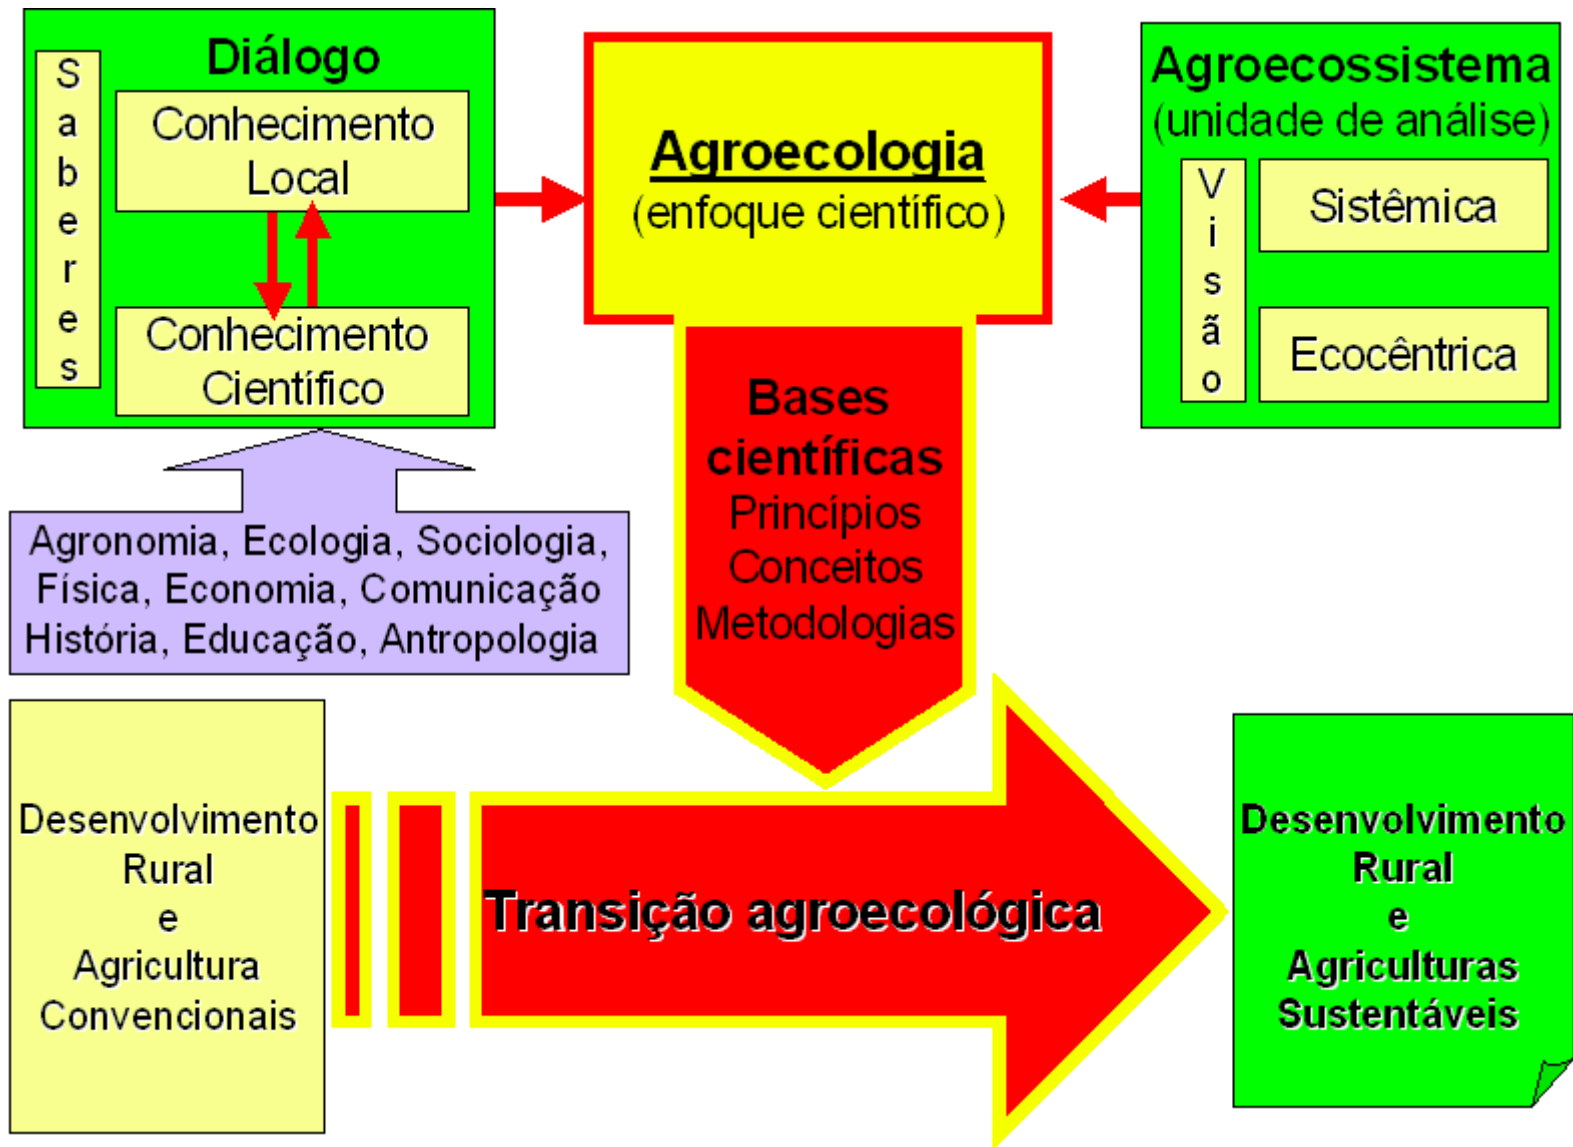 Diálogo
Saberes
Conhecimento
Local
Conhecimento
Científico
Agroecologia
(enfoque científico)
Agroecossistema
(unidade de análise)
Visão
Sistêmica
Ecocêntrica
Bases
científicas
Princípios
Conceitos
Metodologias
Agronomia, Ecologia, Sociologia,
Física, Economia, Comunicação
História, Educação, Antropologia
Desenvolvimento
Rural
e
Agricultura
Convencionais
Transição agroecológica
Desenvolvimento
Rural
e
Agriculturas
Sustentáveis